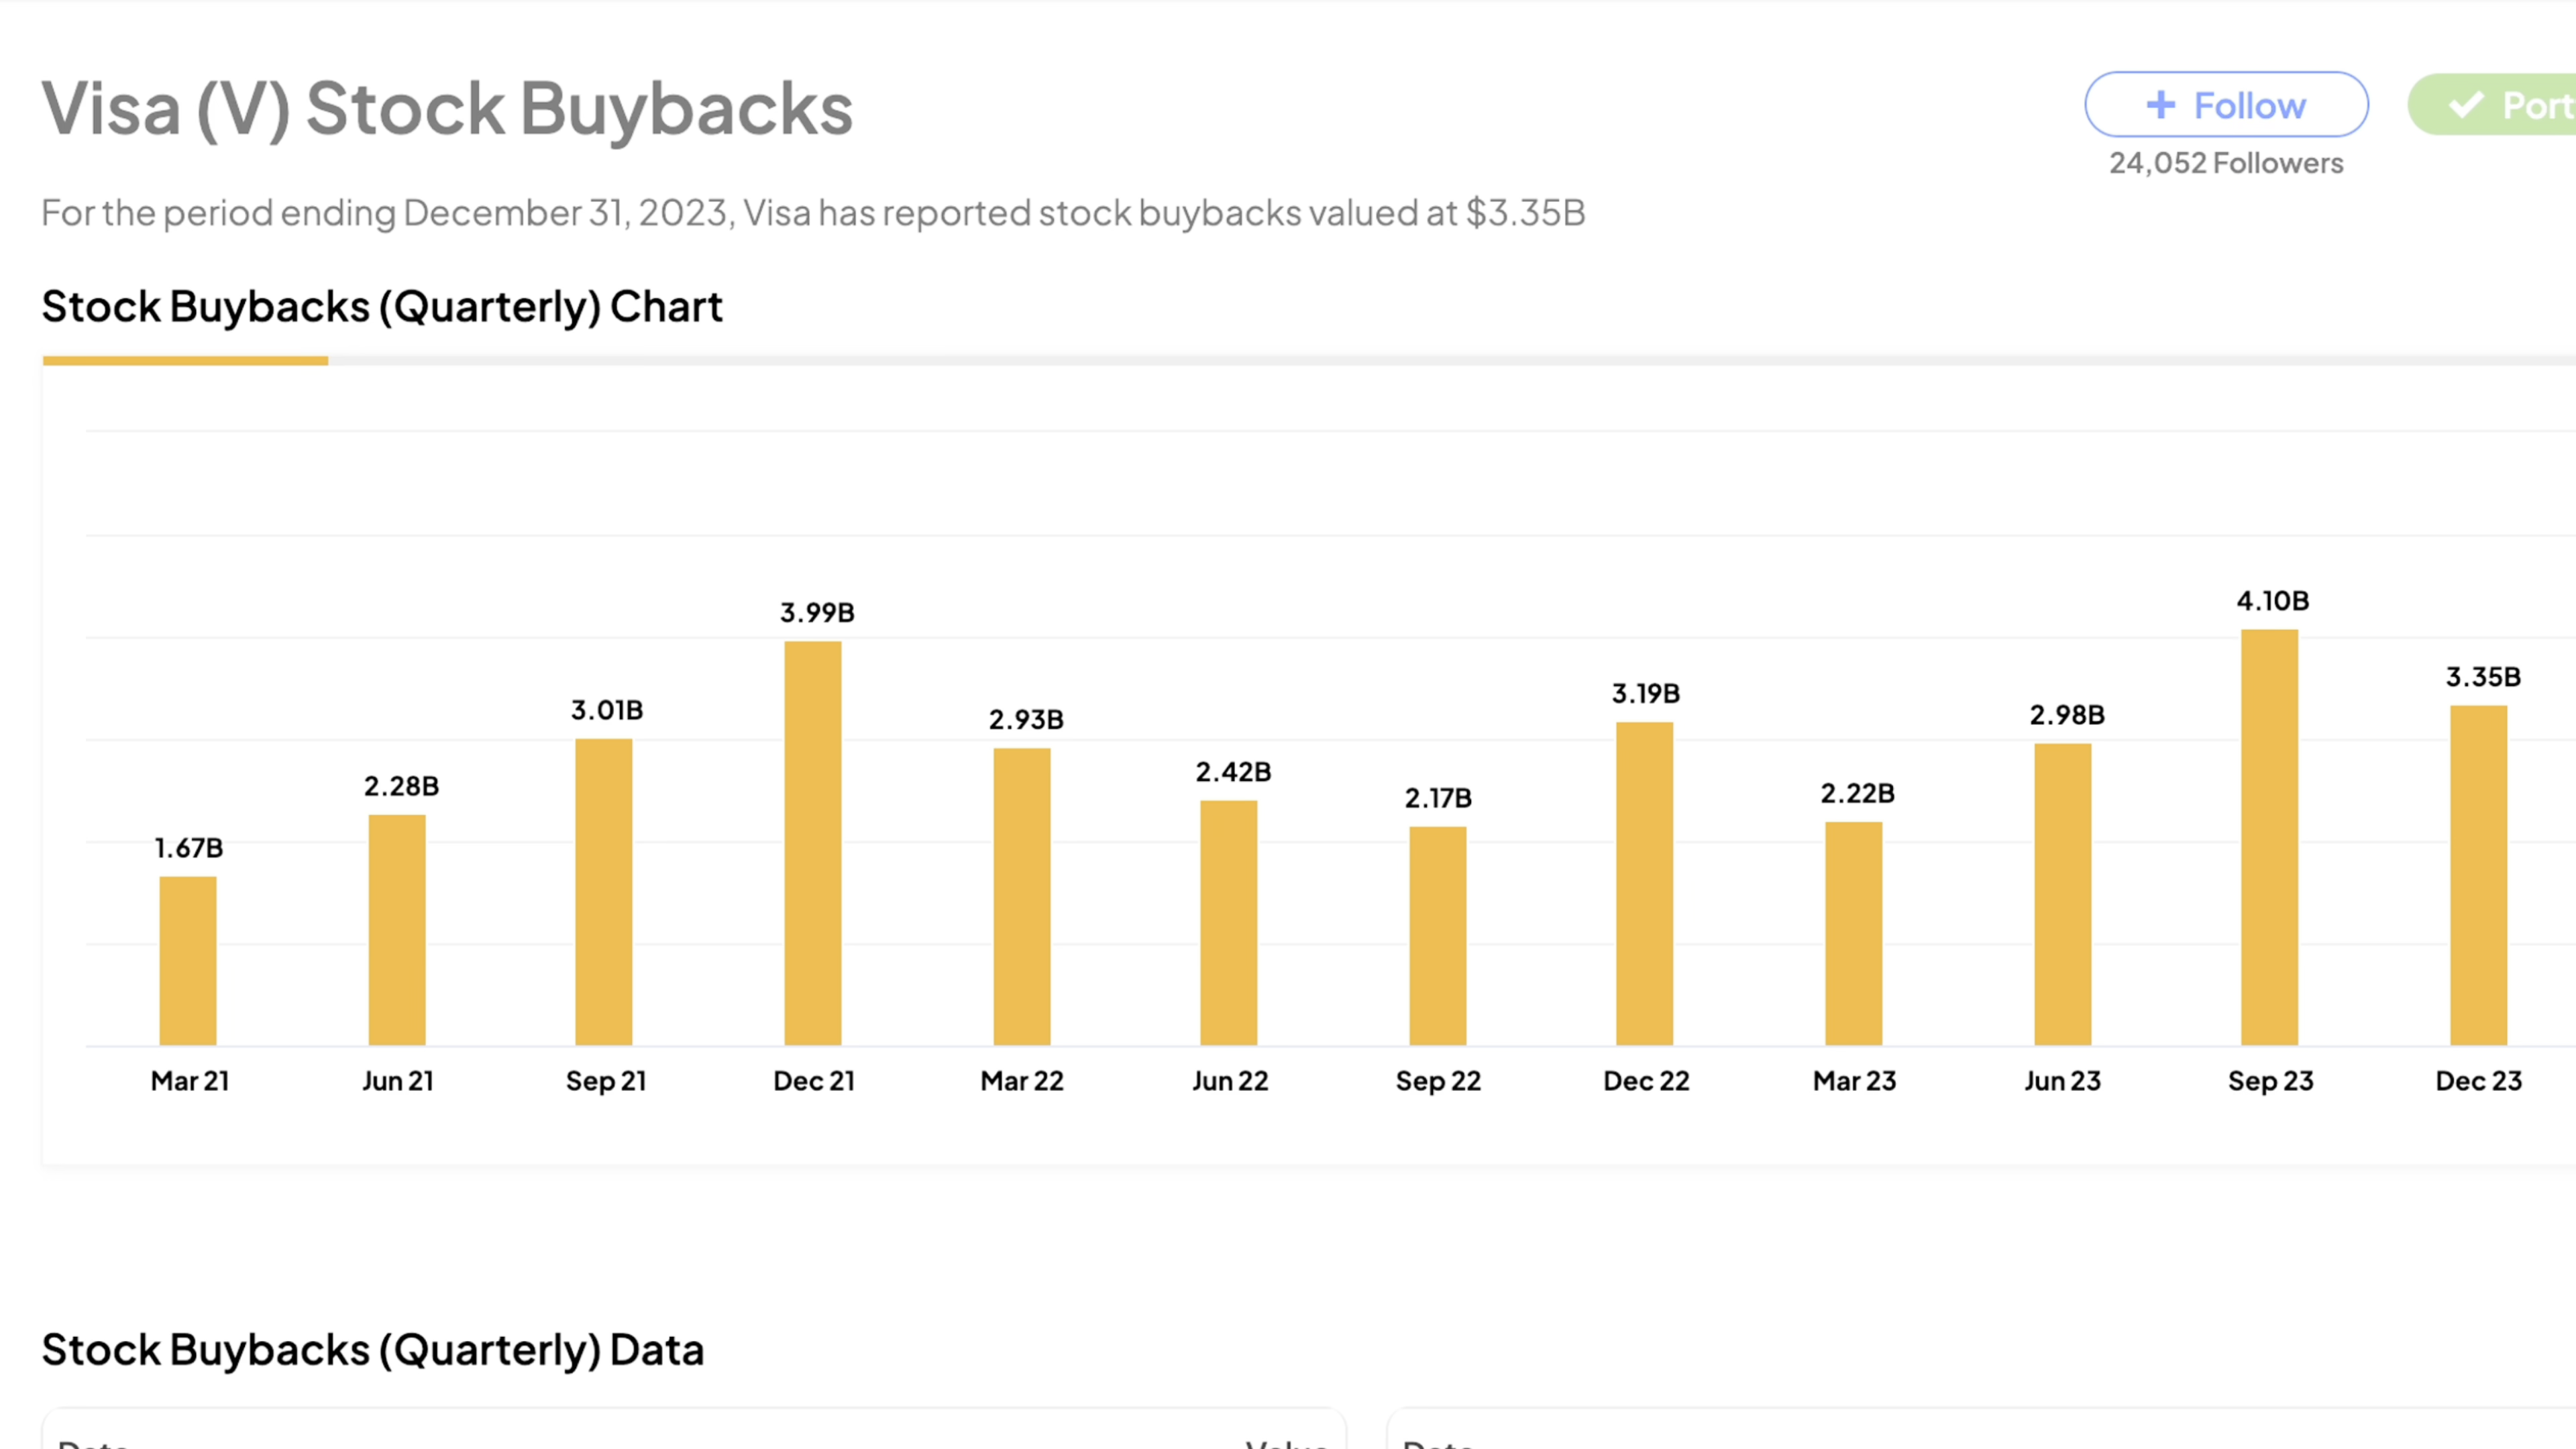 Visa (V) Stock Buybacks
+ Follow
24,052 Followers
For the period ending December 31, 2023, Visa has reported stock buybacks valued at $3.35B
Stock Buybacks (Quarterly) Chart
1.67B
2.28B
3.01B
3.99B
2.93B
2.42B
2.17B
3.19B
2.22B
2.98B
4.10B
3.35B
Mar 21 Jun 21 Sep 21 Dec 21 Mar 22 Jun 22 Sep 22 Dec 22 Mar 23 Jun 23 Sep 23 Dec 23
Stock Buybacks (Quarterly) Data
Date Value Date